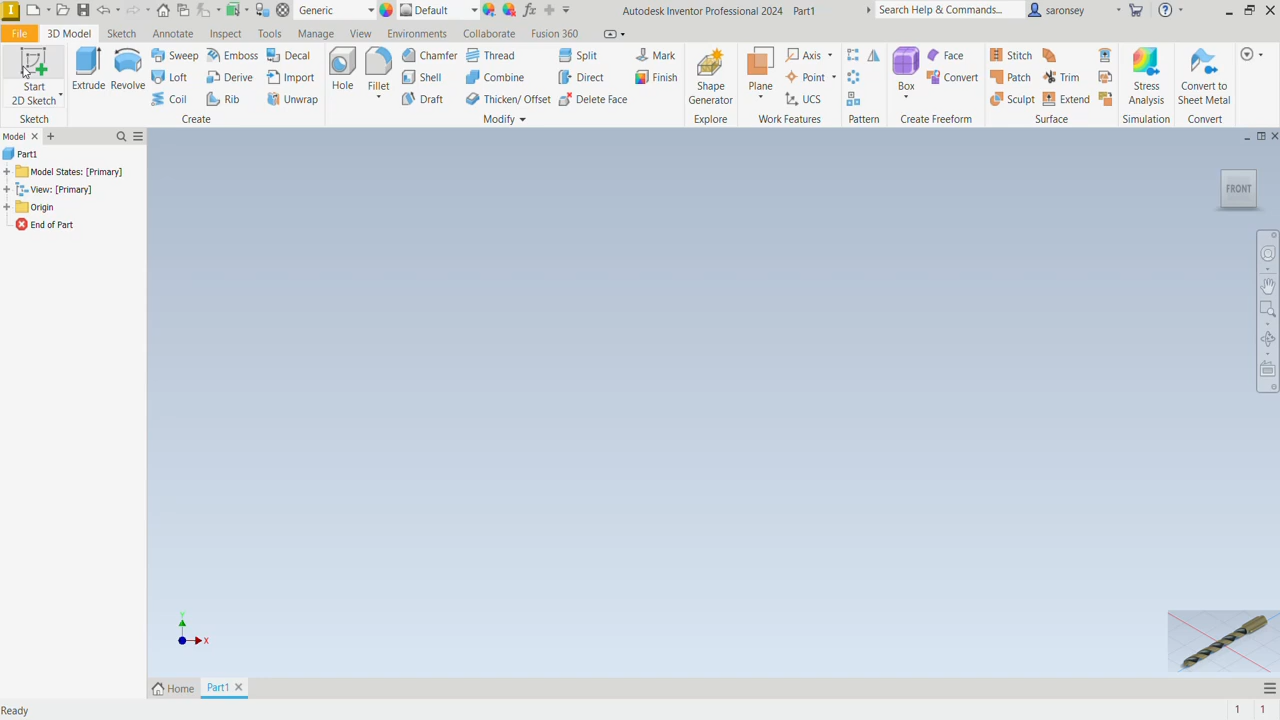 Generic
Default
Autodesk Inventor Professional 2024 Part1
Search Help & Commands...
saronsey
File
3D Model
Sketch
Annotate
Inspect
Tools
Manage
View
Environments
Collaborate
Fusion 360
Start
2D Sketch
Sketch
Extrude
Revolve
Sweep
Emboss
Decal
Loft
Derive
Import
Coil
Rib
Unwrap
Create
Hole
Fillet
Chamfer
Thread
Split
Mark
Shell
Combine
Direct
Finish
Draft
Thicken/ Offset
Delete Face
Modify
Shape
Generator
Explore
Plane
Axis
Point
UCS
Work Features
Pattern
Box
Face
Convert
Create Freeform
Stitch
Patch
Trim
Sculpt
Extend
Surface
Stress
Analysis
Simulation
Convert to
Sheet Metal
Convert
Model
Part1
Model States: [Primary]
View: [Primary]
Origin
End of Part
FRONT
Y
X
Home
Part1
Ready
1 1